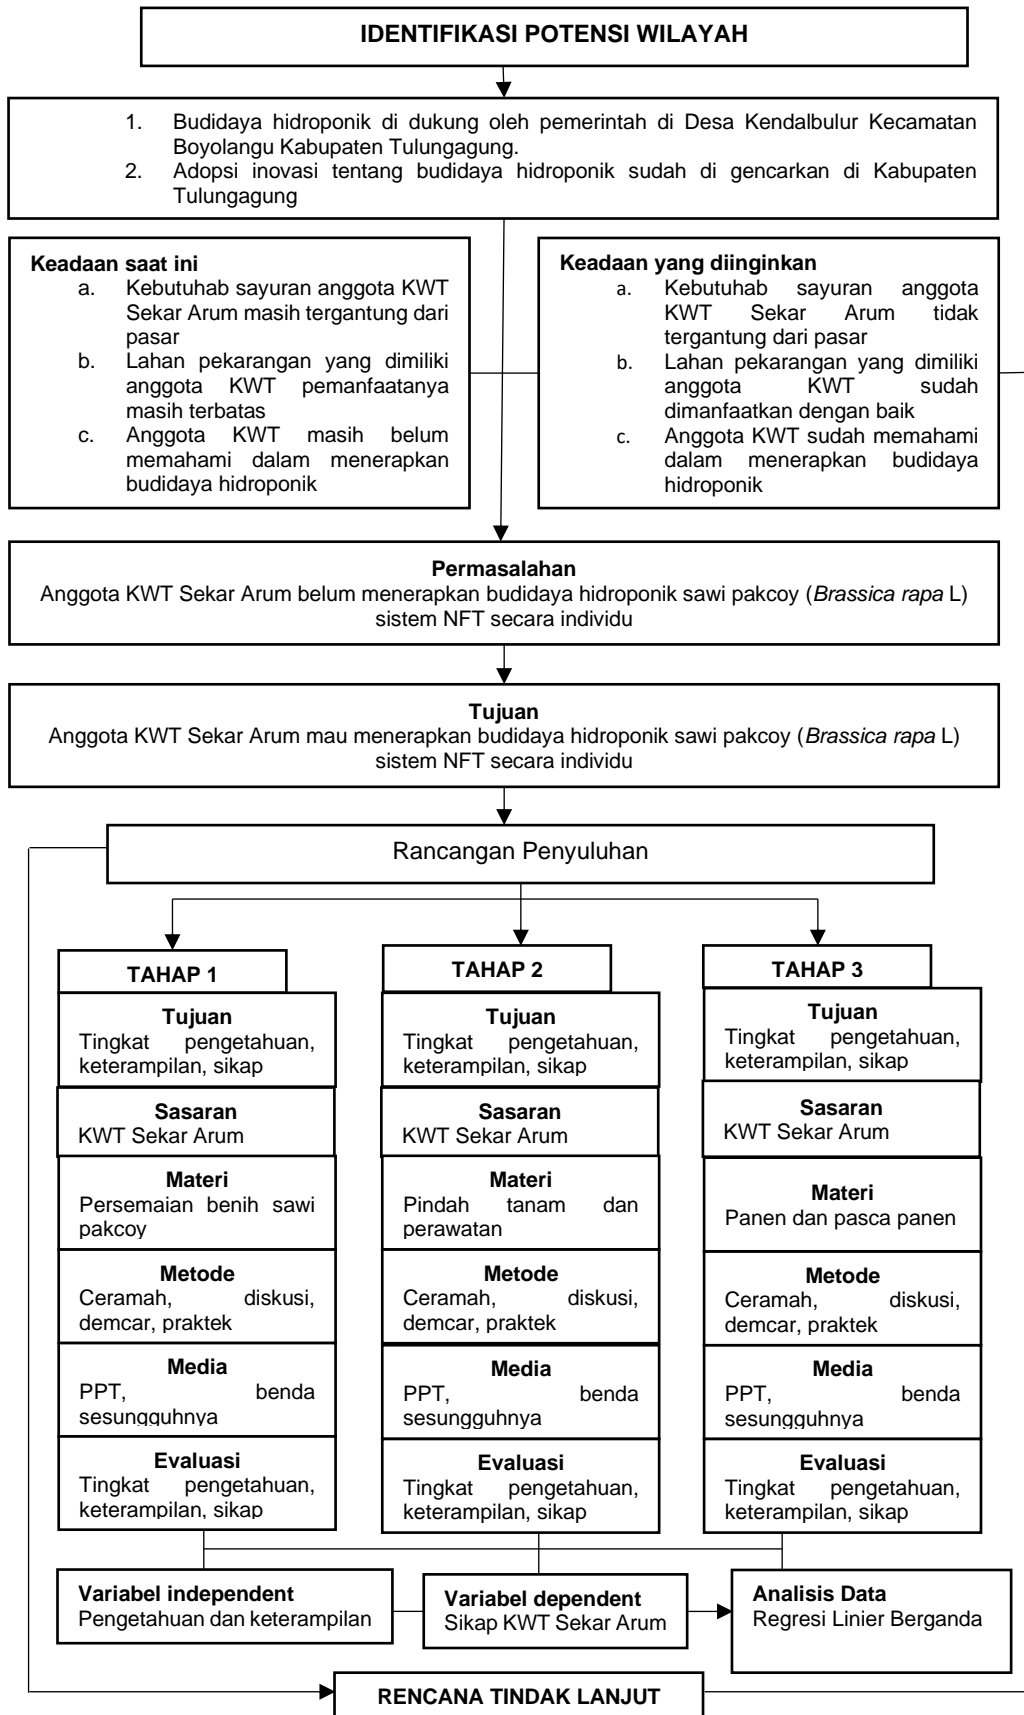 IDENTIFIKASI POTENSI WILAYAH
1. Budidaya hidroponik di dukung oleh pemerintah di Desa Kendalbulur Kecamatan
Boyolangu Kabupaten Tulungagung.
2. Adopsi inovasi tentang budidaya hidroponik sudah di gencarkan di Kabupaten
Tulungagung
Keadaan saat ini
a. Kebutuhab sayuran anggota KWT
Sekar Arum masih tergantung dari
pasar
b. Lahan pekarangan yang dimiliki
anggota KWT pemanfaatanya
masih terbatas
c. Anggota KWT masih belum
memahami dalam menerapkan
budidaya hidroponik
Keadaan yang diinginkan
a. Kebutuhab sayuran anggota
KWT Sekar Arum tidak
tergantung dari pasar
b. Lahan pekarangan yang dimiliki
anggota KWT sudah
dimanfaatkan dengan baik
c. Anggota KWT sudah memahami
dalam menerapkan budidaya
hidroponik
Permasalahan
Anggota KWT Sekar Arum belum menerapkan budidaya hidroponik sawi pakcoy (Brassica rapa L)
sistem NFT secara individu
Tujuan
Anggota KWT Sekar Arum mau menerapkan budidaya hidroponik sawi pakcoy (Brassica rapa L)
sistem NFT secara individu
Rancangan Penyuluhan
TAHAP 1
Tujuan
Tingkat pengetahuan,
keterampilan, sikap
Sasaran
KWT Sekar Arum
Materi
Persemaian benih sawi
pakcoy
Metode
Ceramah, diskusi,
demcar, praktek
Media
PPT, benda
sesungguhnya
Evaluasi
Tingkat pengetahuan,
keterampilan, sikap
TAHAP 2
Tujuan
Tingkat pengetahuan,
keterampilan, sikap
Sasaran
KWT Sekar Arum
Materi
Pindah tanam dan
perawatan
Metode
Ceramah, diskusi,
demcar, praktek
Media
PPT, benda
sesungguhnya
Evaluasi
Tingkat pengetahuan,
keterampilan, sikap
TAHAP 3
Tujuan
Tingkat pengetahuan,
keterampilan, sikap
Sasaran
KWT Sekar Arum
Materi
Panen dan pasca panen
Metode
Ceramah, diskusi,
demcar, praktek
Media
PPT, benda
sesungguhnya
Evaluasi
Tingkat pengetahuan,
keterampilan, sikap
Variabel independent
Pengetahuan dan keterampilan
Variabel dependent
Sikap KWT Sekar Arum
Analisis Data
Regresi Linier Berganda
RENCANA TINDAK LANJUT